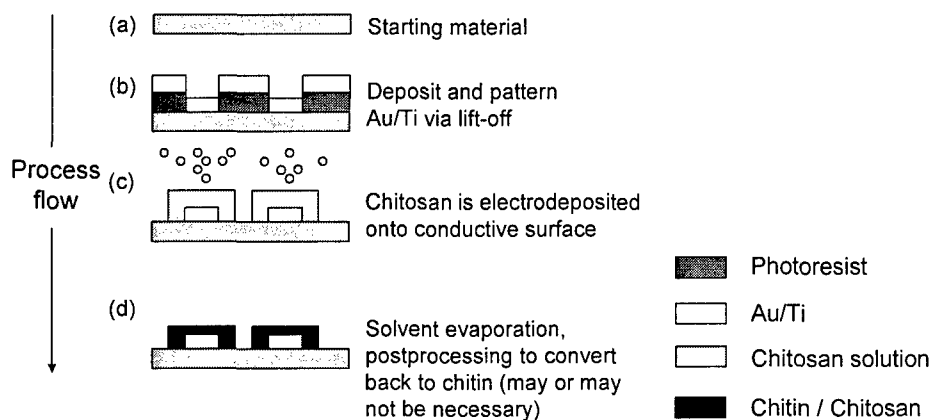 (a)
Starting material
(b)
Deposit and pattern
Au/Ti via lift-off
Process
flow
(c)
Chitosan is electrodeposited
onto conductive surface
Photoresist
Au/Ti
(d)
Solvent evaporation,
postprocessing to convert
back to chitin (may or may
not be necessary)
Chitosan solution
Chitin / Chitosan